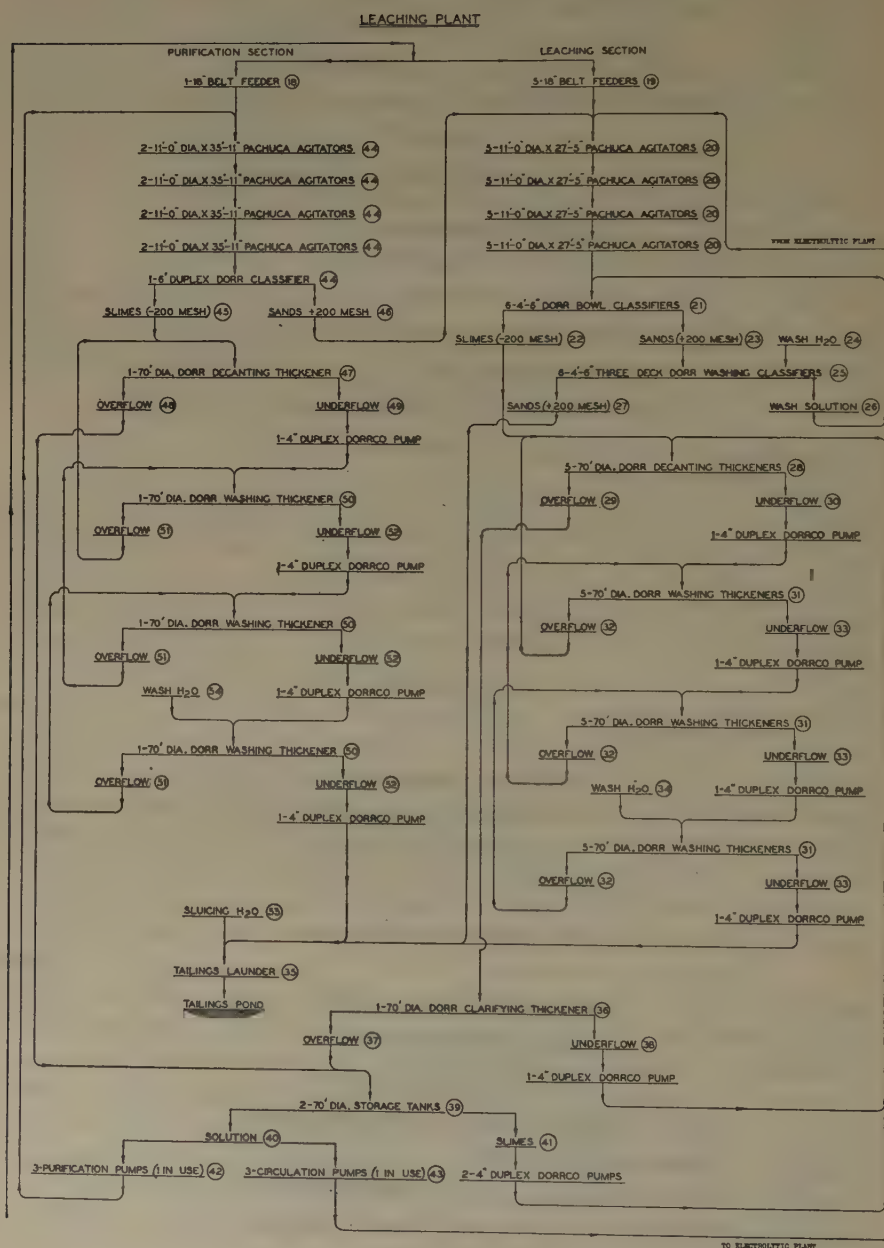 LEACHING PLANT
PURIFICATION SECTION
LEACHING SECTION
1-18" BELT FEEDER 18
5-18" BELT FEEDERS 19
2-11'-0" DIA. X 35'-11" PACHUCA AGITATORS 44
5-11'-0" DIA. X 27'-5" PACHUCA AGITATORS 20
2-11'-0" DIA. X 35'-11" PACHUCA AGITATORS 44
5-11'-0" DIA. X 27'-5" PACHUCA AGITATORS 20
2-11'-0" DIA. X 35'-11" PACHUCA AGITATORS 44
5-11'-0" DIA. X 27'-5" PACHUCA AGITATORS 20
2-11'-0" DIA. X 35'-11" PACHUCA AGITATORS 44
5-11'-0" DIA. X 27'-5" PACHUCA AGITATORS 20
FROM ELECTROLYTIC PLANT
1-6' DUPLEX DORR CLASSIFIER 44
SLIMES (-200 MESH) 45
SANDS +200 MESH 46
6-4'-6" DORR BOWL CLASSIFIERS 21
SLIMES (-200 MESH) 22
SANDS (+200 MESH) 23
WASH H2O 24
1-70' DIA. DORR DECANTING THICKENER 47
6-4'-6" THREE DECK DORR WASHING CLASSIFIERS 25
OVERFLOW 48
UNDERFLOW 49
SANDS (+200 MESH) 27
WASH SOLUTION 26
1-4" DUPLEX DORRCO PUMP
5-70' DIA. DORR DECANTING THICKENERS 28
1-70' DIA. DORR WASHING THICKENER 50
OVERFLOW 29
UNDERFLOW 30
OVERFLOW 51
UNDERFLOW 52
1-4" DUPLEX DORRCO PUMP
1-4" DUPLEX DORRCO PUMP
5-70' DIA. DORR WASHING THICKENERS 31
1-70' DIA. DORR WASHING THICKENER 50
OVERFLOW 32
UNDERFLOW 33
OVERFLOW 51
UNDERFLOW 52
1-4" DUPLEX DORRCO PUMP
WASH H2O 54
1-4" DUPLEX DORRCO PUMP
5-70' DIA. DORR WASHING THICKENERS 31
1-70' DIA. DORR WASHING THICKENER 50
OVERFLOW 32
UNDERFLOW 33
OVERFLOW 51
UNDERFLOW 52
WASH H2O 34
1-4" DUPLEX DORRCO PUMP
1-4" DUPLEX DORRCO PUMP
5-70' DIA. DORR WASHING THICKENERS 31
OVERFLOW 32
UNDERFLOW 33
SLUICING H2O 53
1-4" DUPLEX DORRCO PUMP
TAILINGS LAUNDER 35
TAILINGS POND
1-70' DIA. DORR CLARIFYING THICKENER 36
OVERFLOW 37
UNDERFLOW 38
1-4" DUPLEX DORRCO PUMP
2-70' DIA. STORAGE TANKS 39
SOLUTION 40
SLIMES 41
3-PURIFICATION PUMPS (1 IN USE) 42
3-CIRCULATION PUMPS (1 IN USE) 43
2-4" DUPLEX DORRCO PUMPS
TO ELECTROLYTIC PLANT